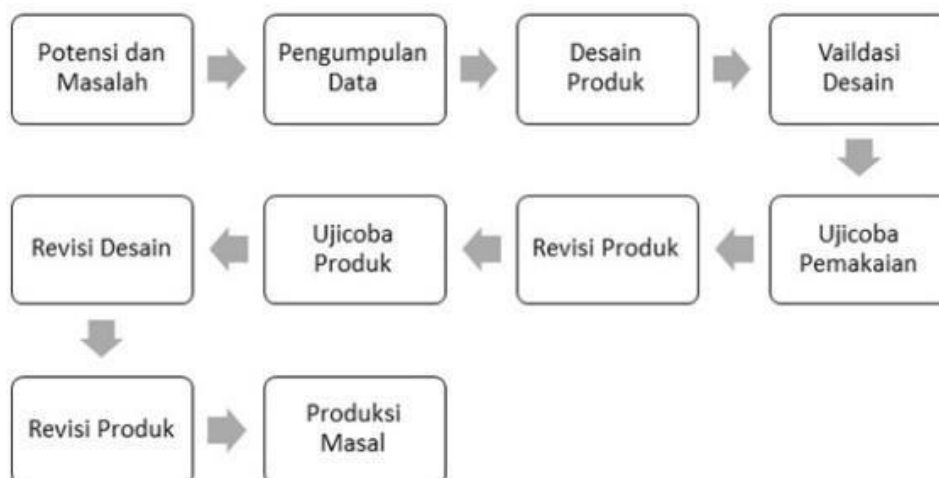 Potensi dan
Masalah
Pengumpulan
Data
Desain
Produk
Vaildasi
Desain
Revisi Desain
Ujicoba
Produk
Revisi Produk
Ujicoba
Pemakaian
Revisi Produk
Produksi
Masal